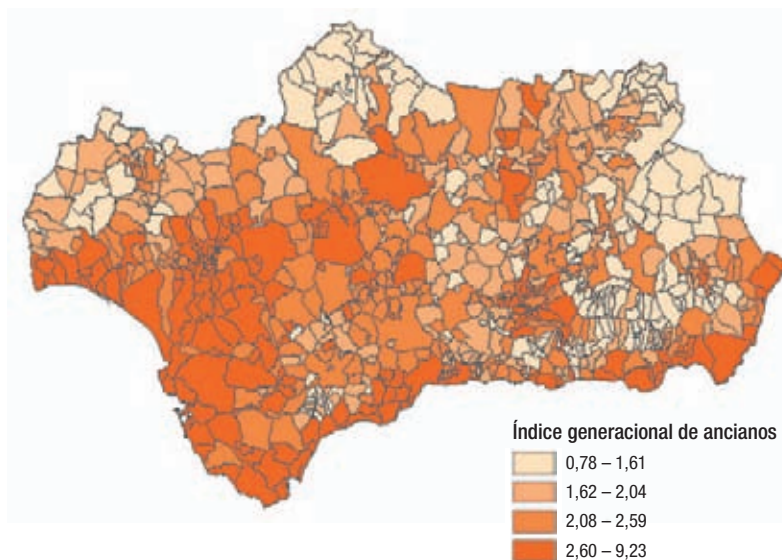 Índice generacional de ancianos
0,78 – 1,61
1,62 – 2,04
2,08 – 2,59
2,60 – 9,23